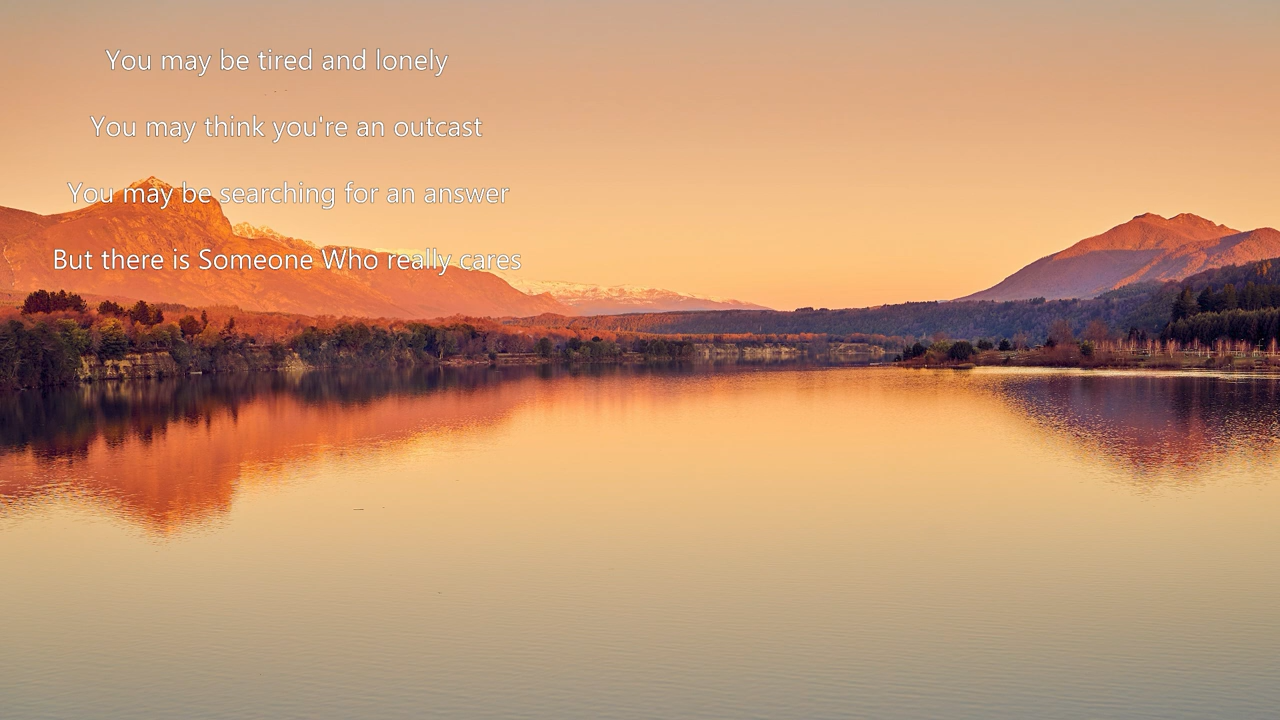 You may be tired and lonely
You may think you're an outcast
You may be searching for an answer
But there is Someone Who really cares